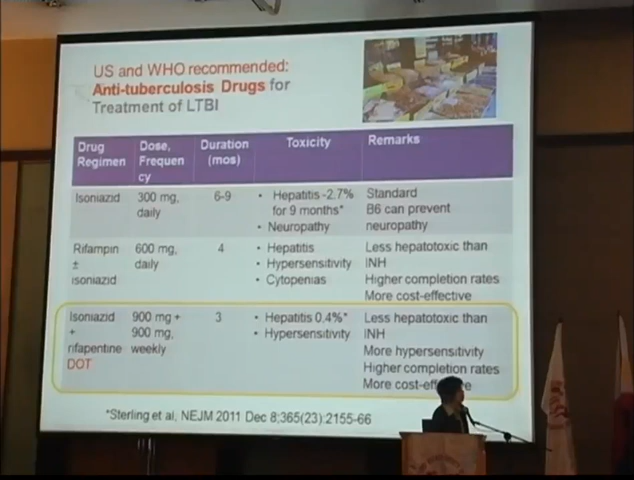 US and WHO recommended:
Anti-tuberculosis Drugs for
Treatment of LTBI
Drug Regimen
Dose, Frequen cy
Duration (mos)
Toxicity
Remarks
Isoniazid
300 mg, daily
6-9
• Hepatitis -2.7% for 9 months*
• Neuropathy
Standard
B6 can prevent neuropathy
Rifampin ± isoniazid
600 mg, daily
4
• Hepatitis
• Hypersensitivity
• Cytopenias
Less hepatotoxic than INH
Higher completion rates
More cost-effective
Isoniazid + rifapentine DOT
900 mg + 900 mg, weekly
3
• Hepatitis 0.4%*
• Hypersensitivity
Less hepatotoxic than INH
More hypersensitivity
Higher completion rates
More
*Sterling et al, NEJM 2011 Dec 8;365(23):2155-66